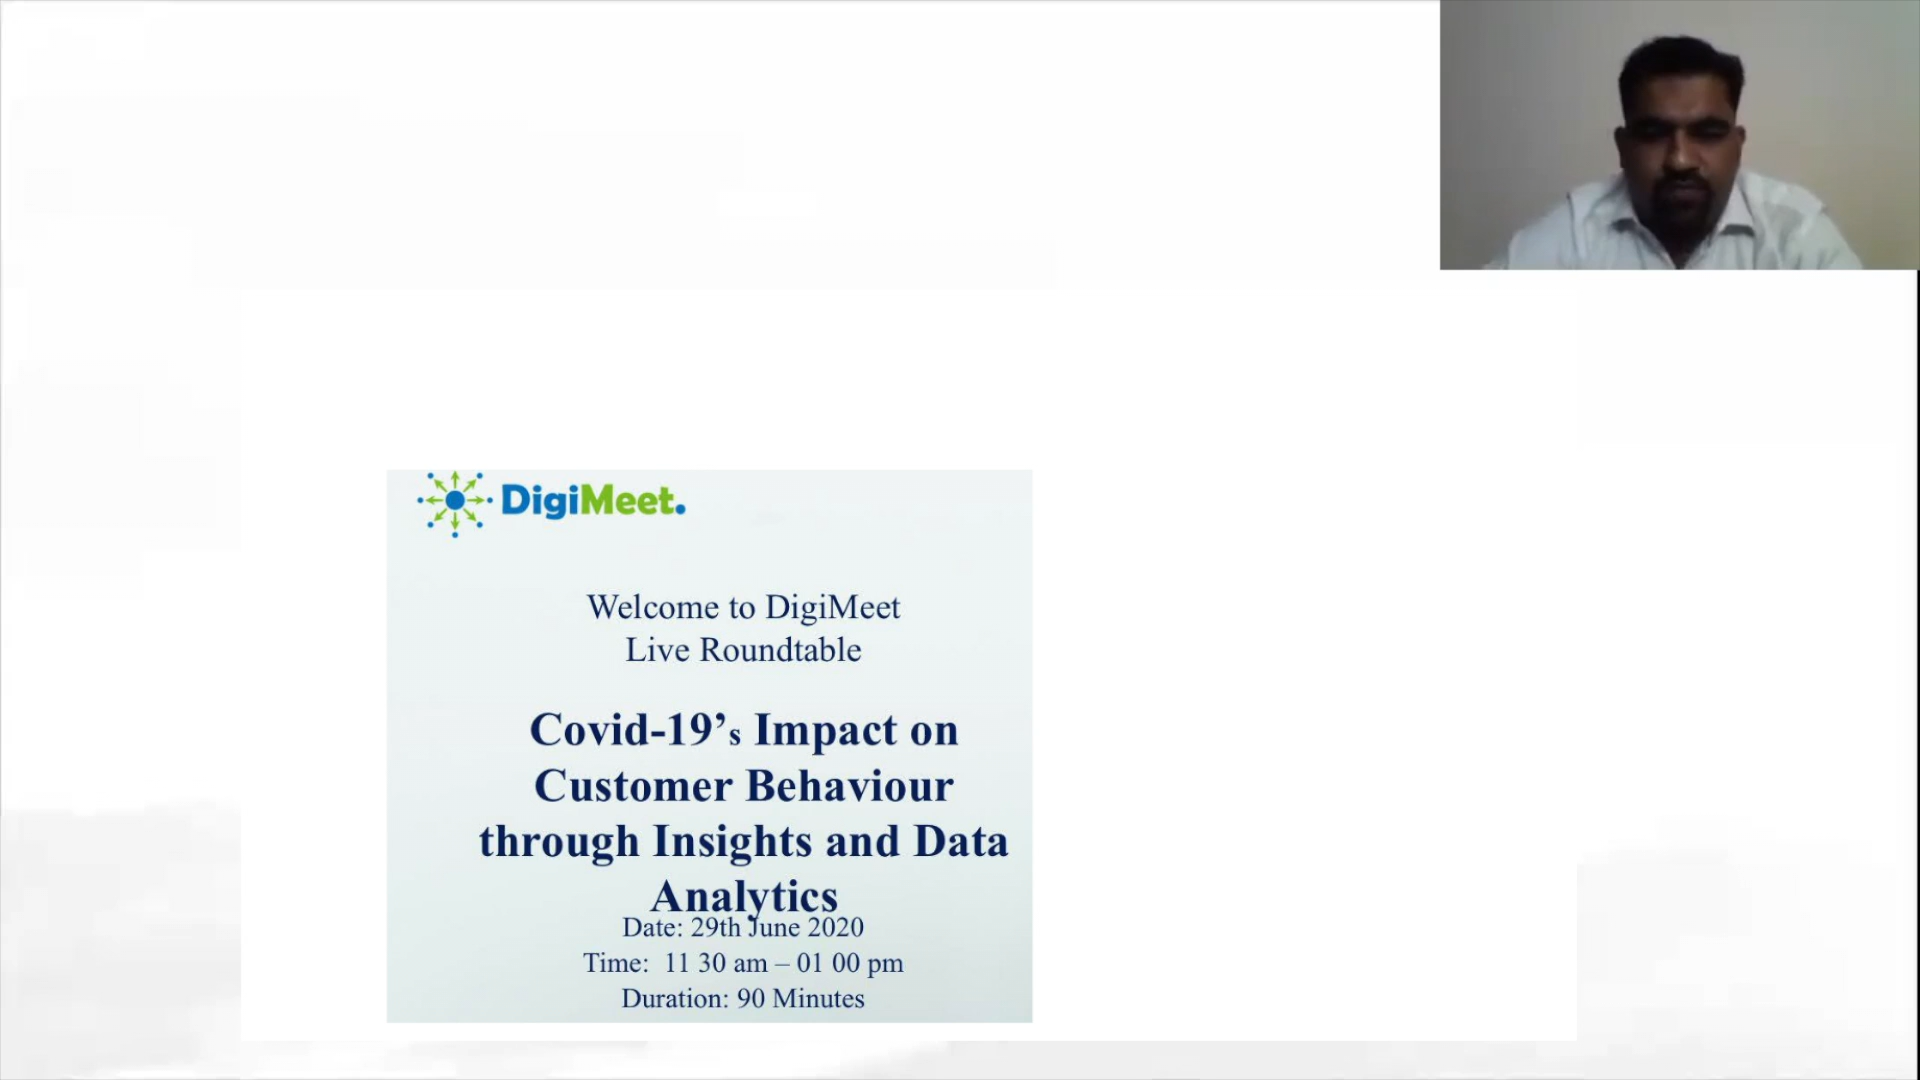 DigiMeet.
Welcome to DigiMeet
Live Roundtable
Covid-19’s Impact on
Customer Behaviour
through Insights and Data
Analytics
Date: 29th June 2020
Time: 11 30 am – 01 00 pm
Duration: 90 Minutes